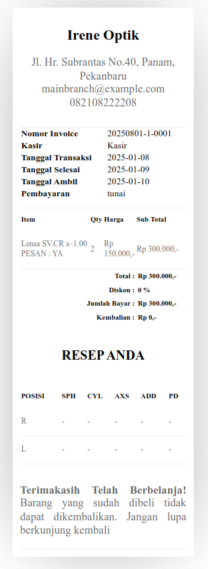 Irene Optik
Jl. Hr. Subrantas No.40, Panam,
Pekanbaru
mainbranch@example.com
082108222208
Nomor Invoice 20250801-1-0001
Kasir Kasir
Tanggal Transaksi 2025-01-08
Tanggal Selesai 2025-01-09
Tanggal Ambil 2025-01-10
Pembayaran tunai
Item Qty Harga Sub Total
Lensa SV.CR s-1.00 2 Rp Rp 300.000,-
PESAN : YA 150.000,-
Total : Rp 300.000,-
Diskon : 0 %
Jumlah Bayar : Rp 300.000,-
Kembalian : Rp 0,-
RESEP ANDA
POSISI SPH CYL AXS ADD PD
R - - - - -
L - - - - -
Terimakasih Telah Berbelanja!
Barang yang sudah dibeli tidak
dapat dikembalikan. Jangan lupa
berkunjung kembali